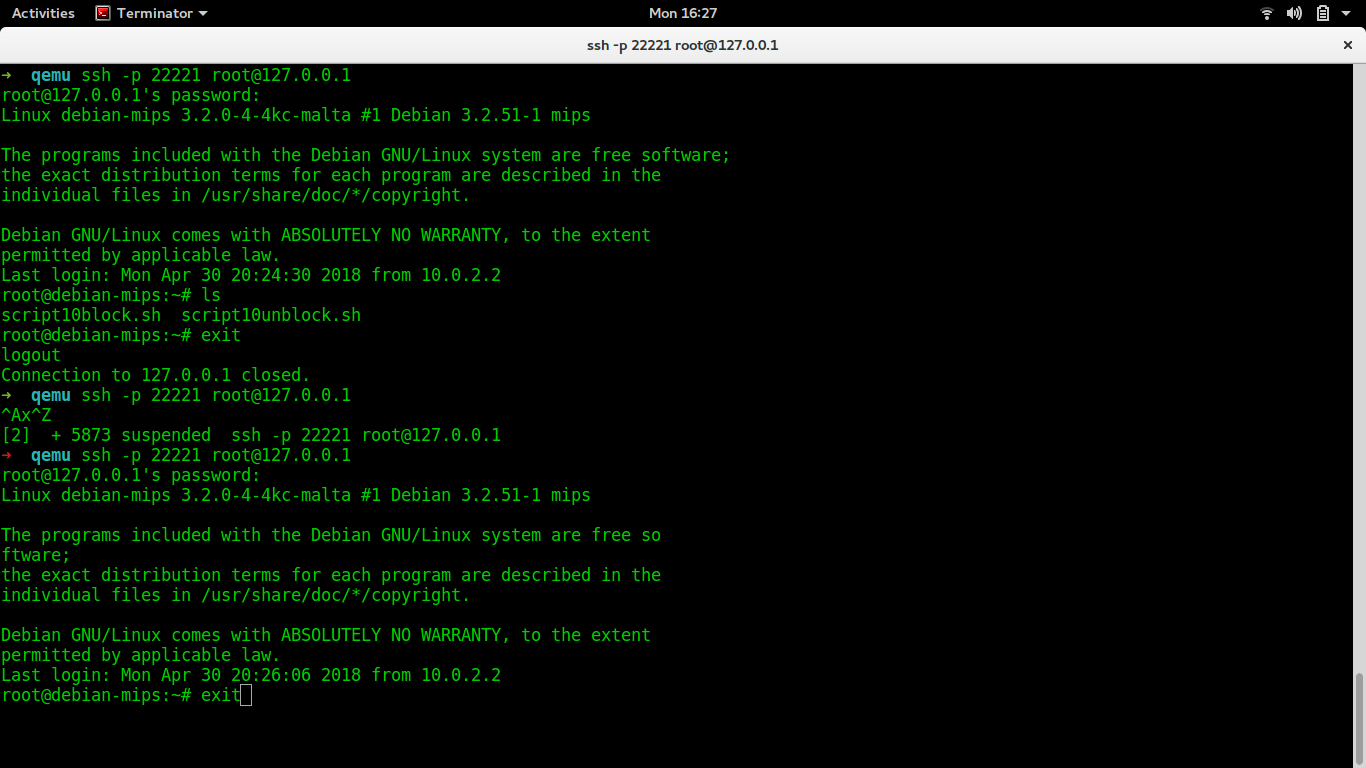 Activities Terminator Mon 16:27
ssh -p 22221 root@127.0.0.1 ×
➜  qemu ssh -p 22221 root@127.0.0.1
root@127.0.0.1's password:
Linux debian-mips 3.2.0-4-4kc-malta #1 Debian 3.2.51-1 mips

The programs included with the Debian GNU/Linux system are free software;
the exact distribution terms for each program are described in the
individual files in /usr/share/doc/*/copyright.

Debian GNU/Linux comes with ABSOLUTELY NO WARRANTY, to the extent
permitted by applicable law.
Last login: Mon Apr 30 20:24:30 2018 from 10.0.2.2
root@debian-mips:~# ls
script10block.sh  script10unblock.sh
root@debian-mips:~# exit
logout
Connection to 127.0.0.1 closed.
➜  qemu ssh -p 22221 root@127.0.0.1
^Ax^Z
[2]  + 5873 suspended  ssh -p 22221 root@127.0.0.1
➜  qemu ssh -p 22221 root@127.0.0.1
root@127.0.0.1's password:
Linux debian-mips 3.2.0-4-4kc-malta #1 Debian 3.2.51-1 mips

The programs included with the Debian GNU/Linux system are free so
ftware;
the exact distribution terms for each program are described in the
individual files in /usr/share/doc/*/copyright.

Debian GNU/Linux comes with ABSOLUTELY NO WARRANTY, to the extent
permitted by applicable law.
Last login: Mon Apr 30 20:26:06 2018 from 10.0.2.2
root@debian-mips:~# exit